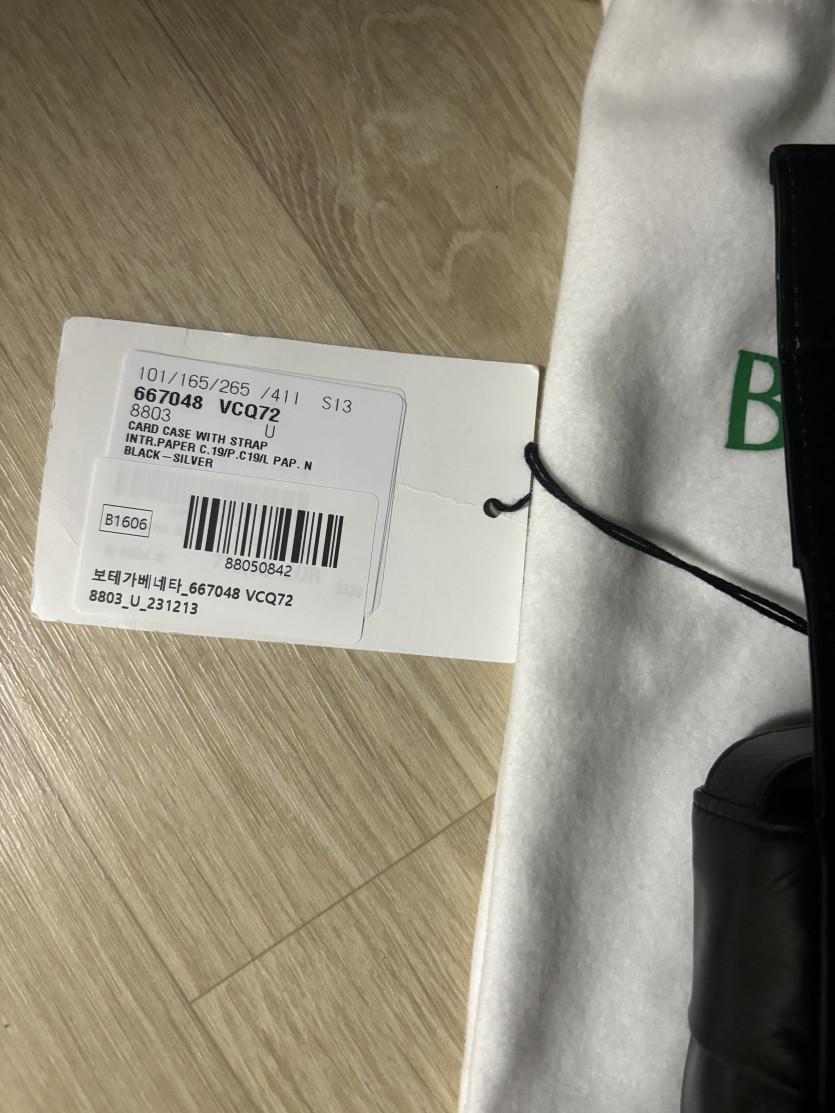 101/165/265 /411 S13
667048 VCQ72
8803 U
CARD CASE WITH STRAP
INTR.PAPER C.19/P.C19/L PAP. N
BLACK-SILVER
B1606
88050842
보테가베네타_667048 VCQ72
8803_U_231213
B